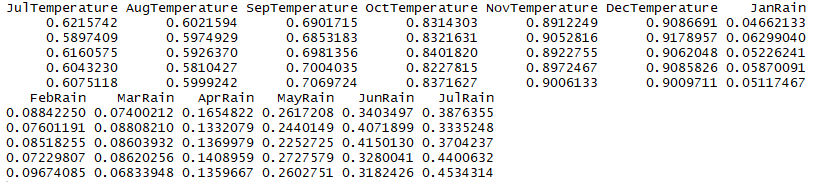 JulTemperature AugTemperature SepTemperature OctTemperature NovTemperature DecTemperature JanRain
0.6215742 0.6021594 0.6901715 0.8314303 0.8912249 0.9086691 0.04662133
0.5897409 0.5974929 0.6853183 0.8321631 0.9052816 0.9178957 0.06299040
0.6160575 0.5926370 0.6981356 0.8401820 0.8922755 0.9062048 0.05226241
0.6043230 0.5810427 0.7004035 0.8227815 0.8972467 0.9085826 0.05870091
0.6075118 0.5999242 0.7069724 0.8371627 0.9006133 0.9009711 0.05117467
FebRain MarRain AprRain MayRain JunRain JulRain
0.08842250 0.07400212 0.1654822 0.2617208 0.3403497 0.3876355
0.07601191 0.08808210 0.1332079 0.2440149 0.4071899 0.3335248
0.08518255 0.08603932 0.1369979 0.2252725 0.4150130 0.3704237
0.07229807 0.08620256 0.1408959 0.2727579 0.3280041 0.4400632
0.09674085 0.06833948 0.1359667 0.2602751 0.3182426 0.4534314